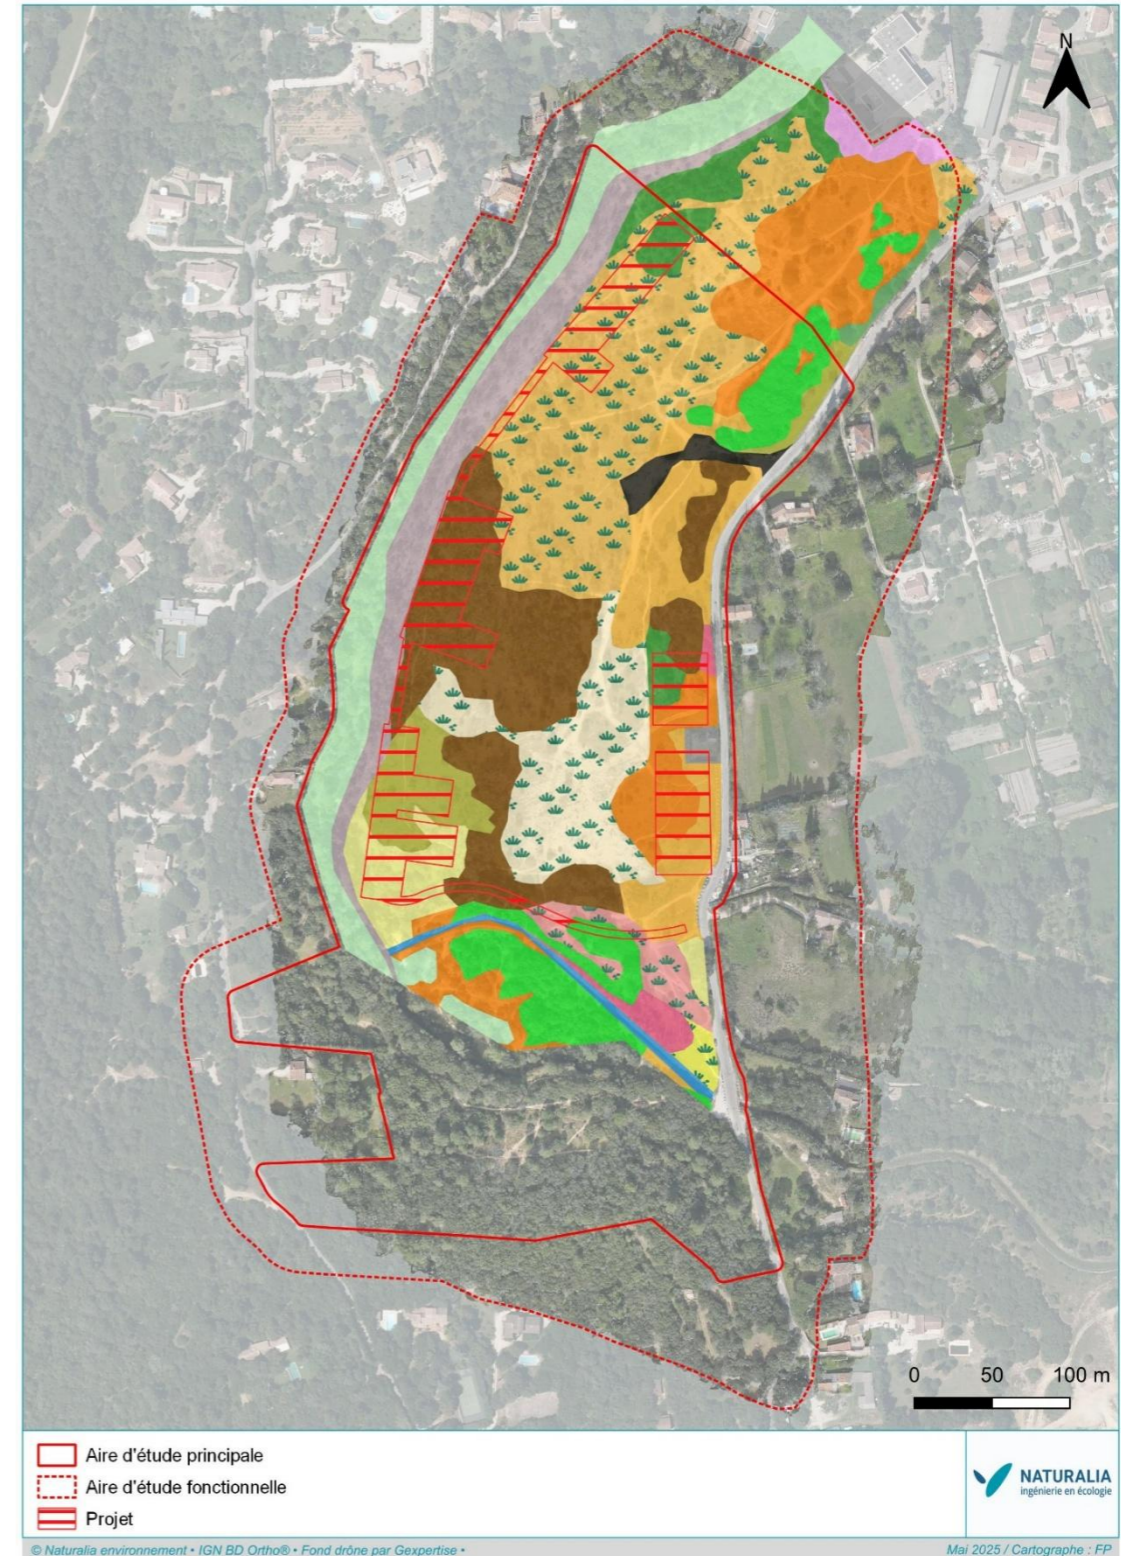 N
0 50 100 m
Aire d'étude principale
Aire d'étude fonctionnelle
Projet
NATURALIA
ingénierie en écologie
© Naturalia environnement • IGN BD Ortho® • Fond drône par Gexpertise •
Mai 2025 / Cartographe : FP